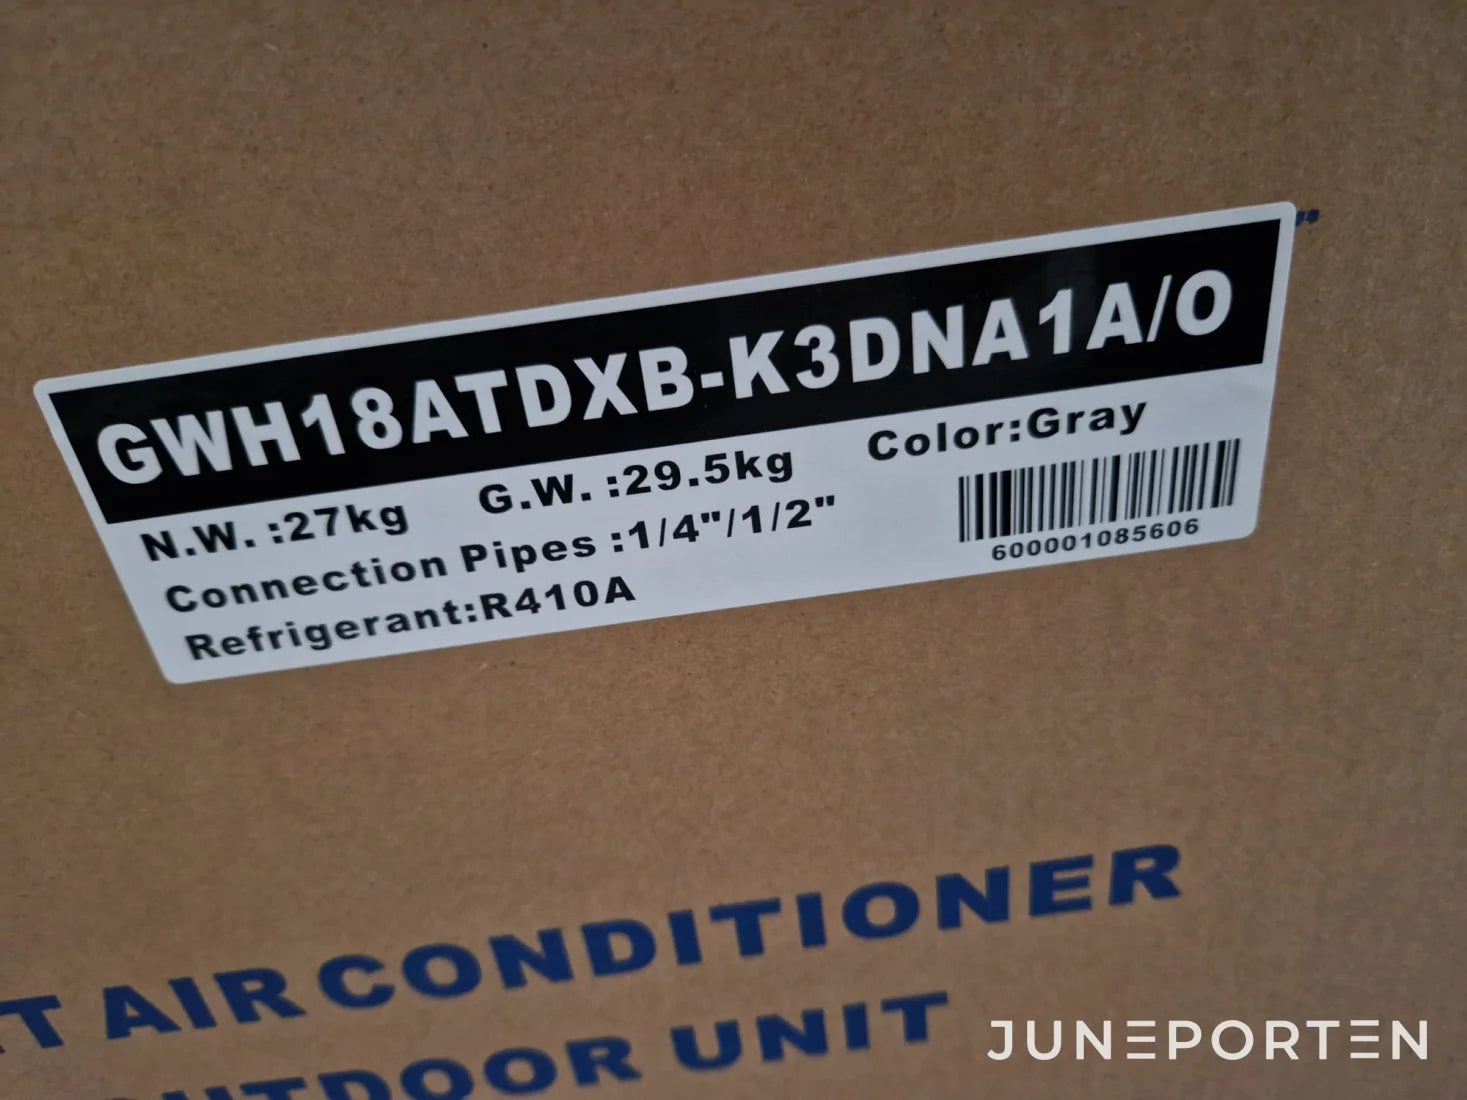 GWH18ATDXB-K3DNA1A/O
N.W. :27kg G.W. :29.5kg Color:Gray
Connection Pipes :1/4"/1/2"
Refrigerant:R410A
600001085606
AIR CONDITIONER
UNIT
JUNEPORTEN